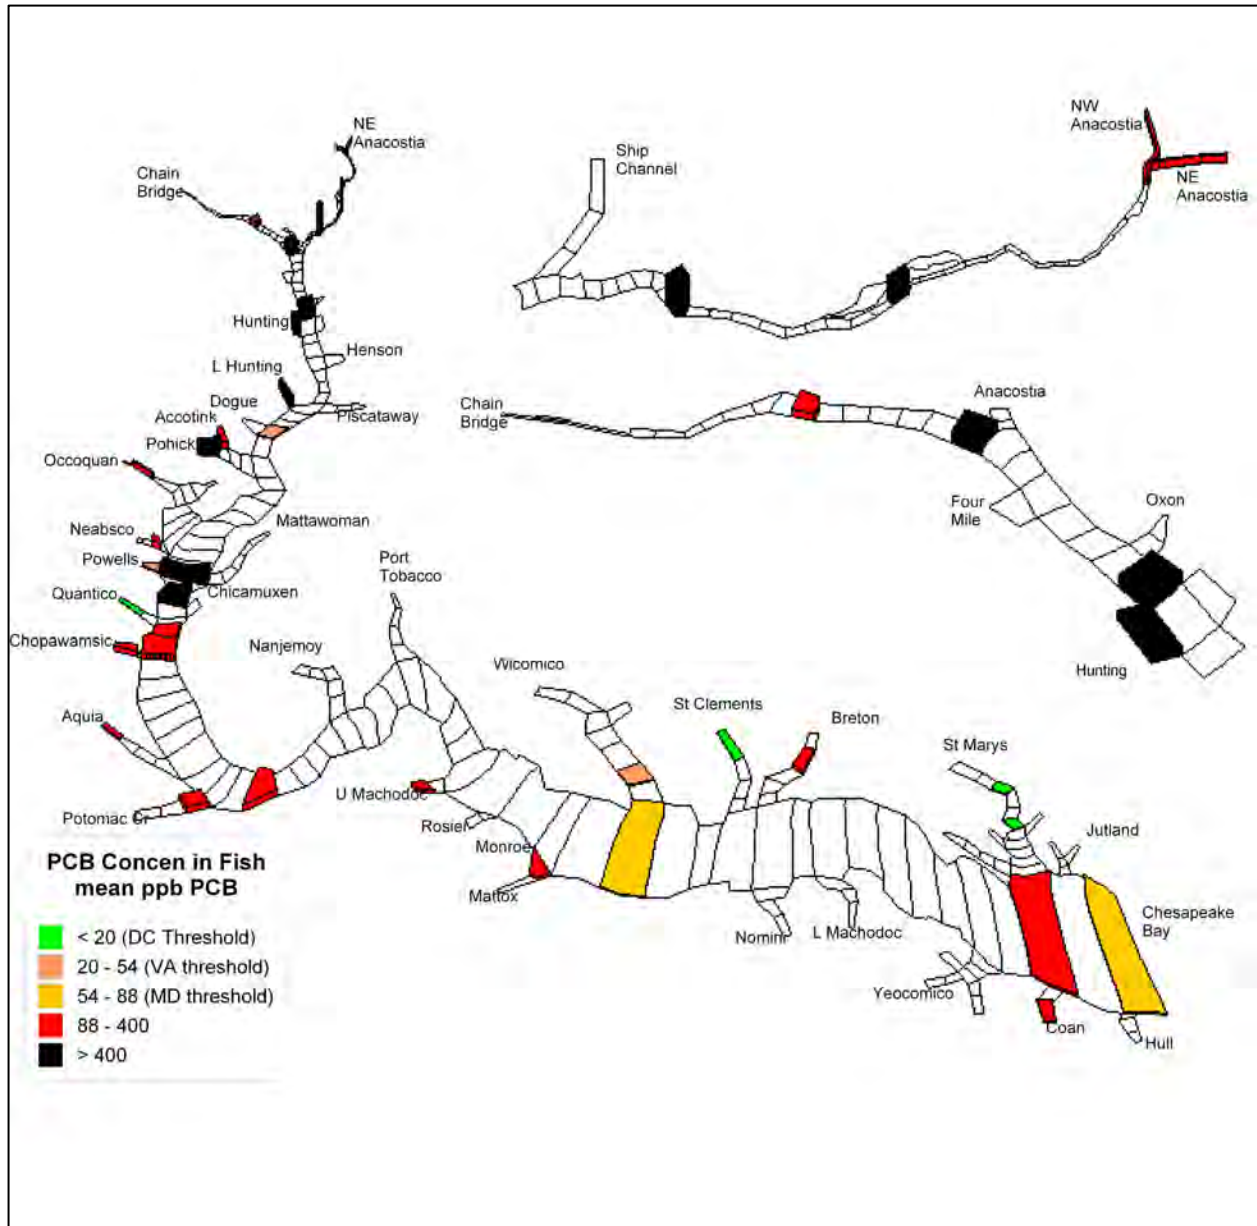 NE
Anacostia
Chain
Bridge
Ship
Channel
NW
Anacostia
NE
Anacostia
Hunting
Henson
L Hunting
Dogue
Piscataway
Accotink
Pohick
Occoquan
Chain
Bridge
Anacostia
Four
Mile
Oxon
Hunting
Mattawoman
Neabsco
Powells
Quantico
Chicamuxen
Chopawamsic
Port
Tobacco
Nanjemoy
Aquia
Potomac Cr
Wicomico
St Clements
Breton
St Marys
U Machodoc
Rosier
Monroe
Mattox
Jutland
Nomini
L Machodoc
Chesapeake
Bay
Yeocomico
Coan
Hull
PCB Concen in Fish
mean ppb PCB
< 20 (DC Threshold)
20 - 54 (VA threshold)
54 - 88 (MD threshold)
88 - 400
> 400